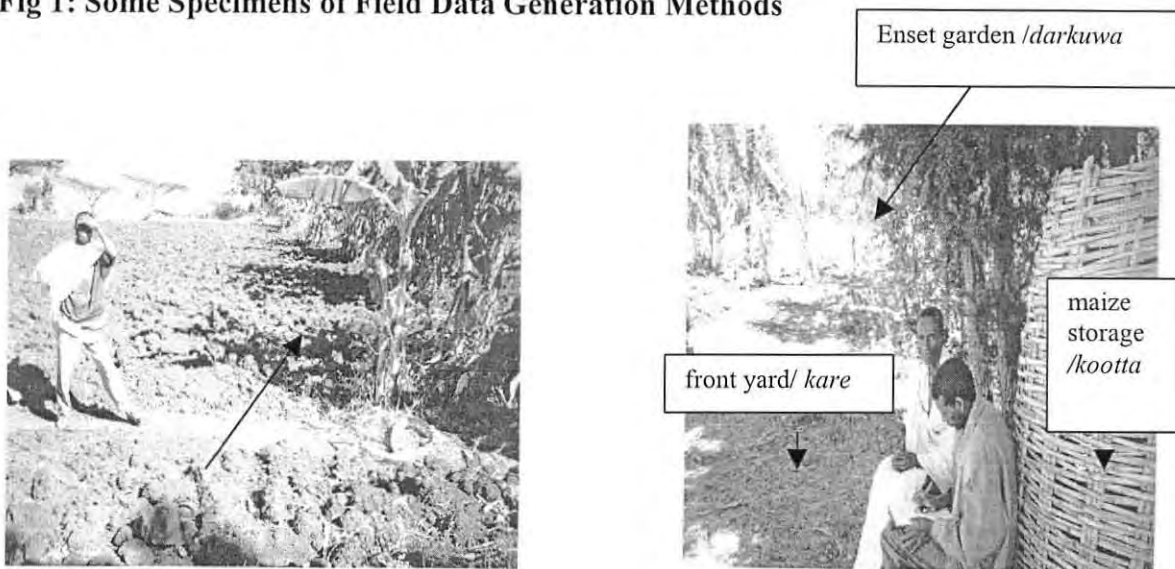 Fig 1: Some Specimens of Field Data Generation Methods
Enset garden /darkuwa
maize
storage
/kootta
front yard/ kare